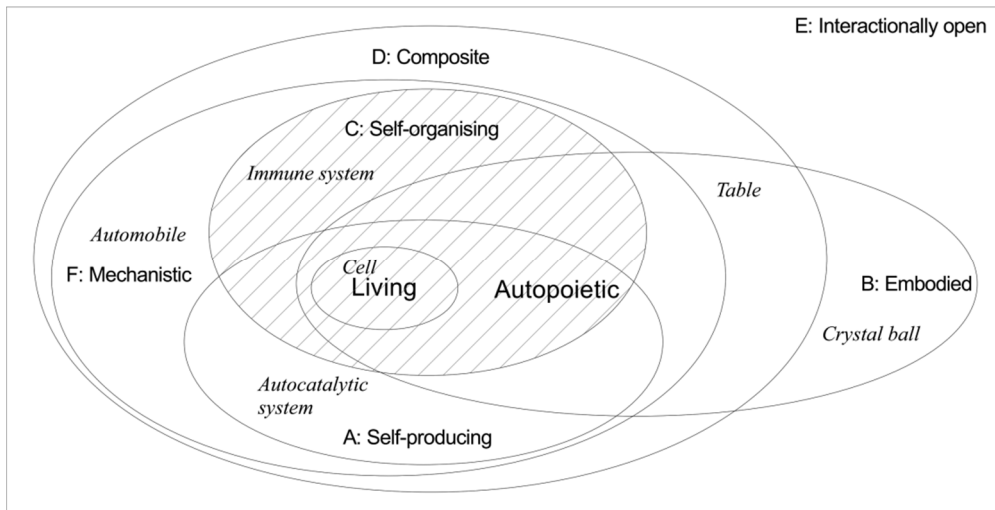 E: Interactionally open
D: Composite
C: Self-organising
Immune system
Table
Automobile
F: Mechanistic
Cell
Living
Autopoietic
B: Embodied
Crystal ball
Autocatalytic
system
A: Self-producing